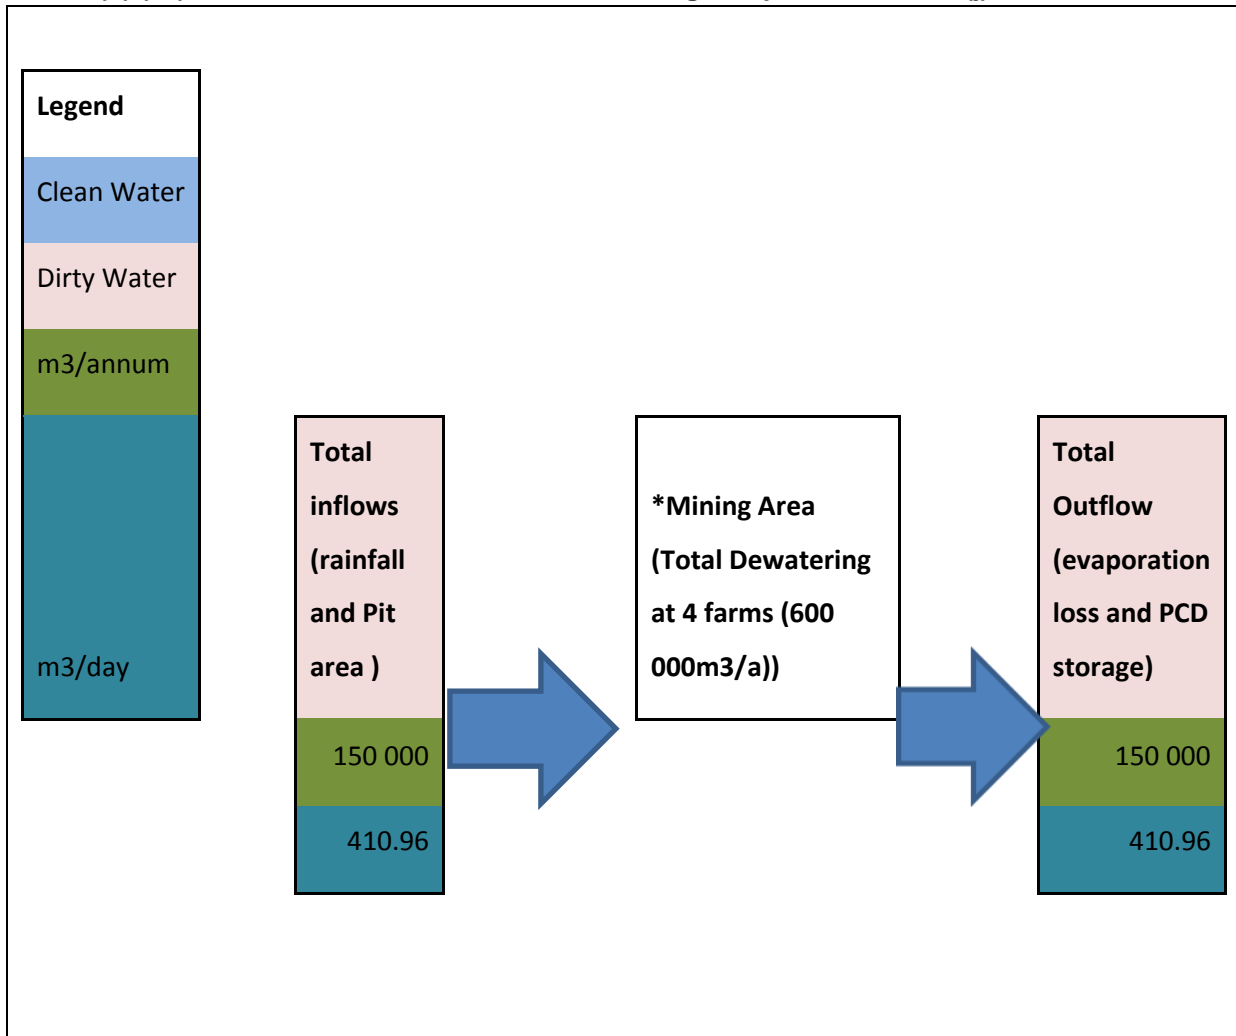 Legend
Clean Water
Dirty Water
m3/annum
m3/day
Total
inflows
(rainfall
and Pit
area )
150 000
410.96
*Mining Area
(Total Dewatering
at 4 farms (600
000m3/a))
Total
Outflow
(evaporation
loss and PCD
storage)
150 000
410.96